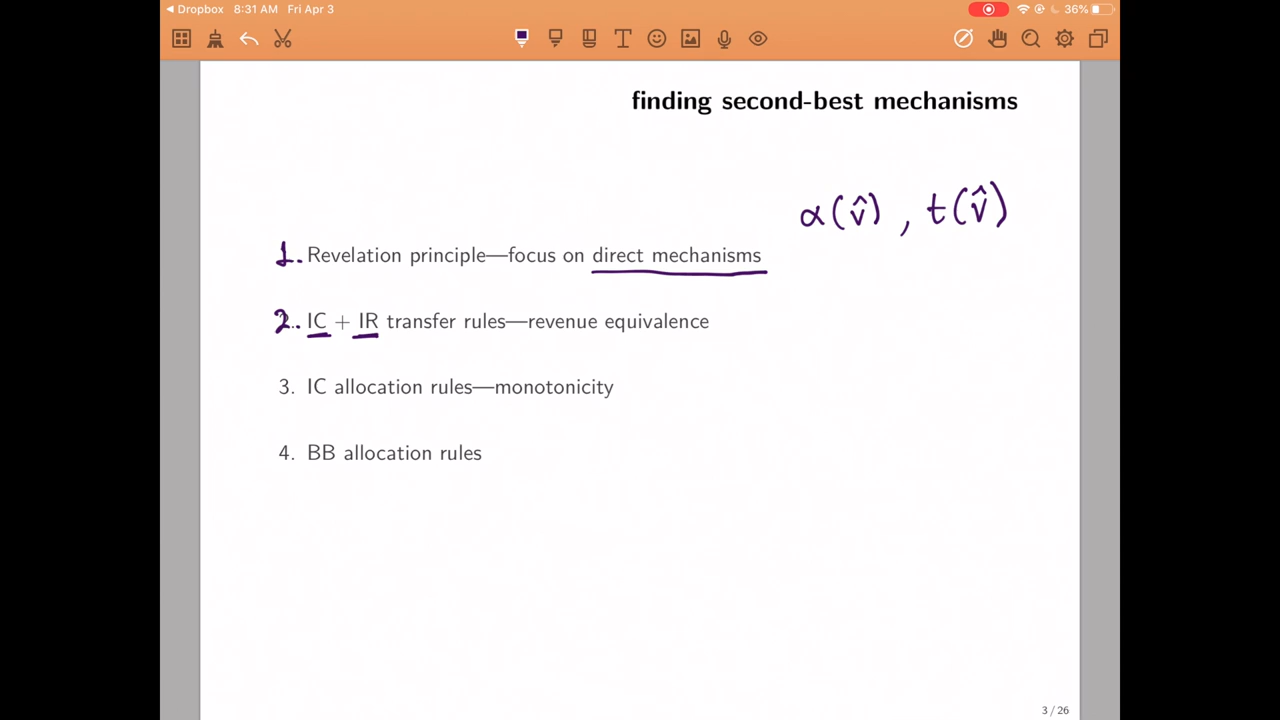 Dropbox 8:31 AM Fri Apr 3 36%
finding second-best mechanisms
α(v̂) , t(v̂)
1. Revelation principle—focus on direct mechanisms
2. IC + IR transfer rules—revenue equivalence
3. IC allocation rules—monotonicity
4. BB allocation rules
3 / 26